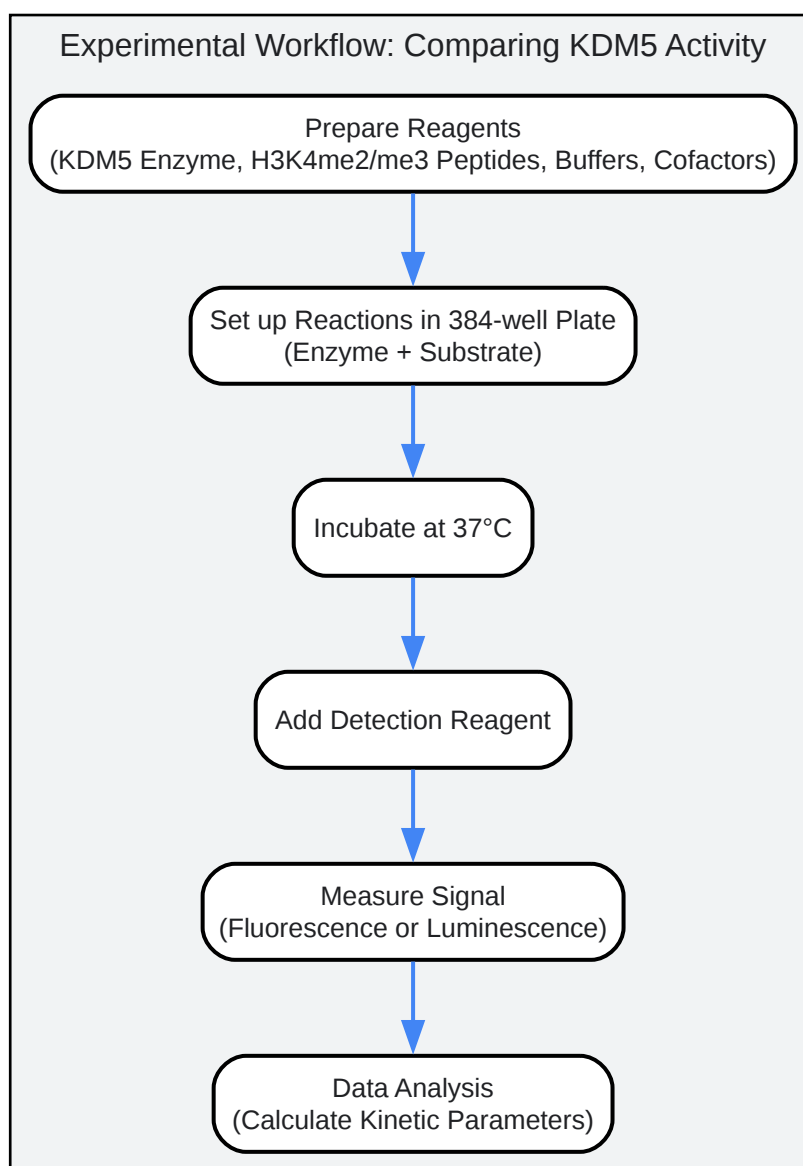 Experimental Workflow: Comparing KDM5 Activity
Prepare Reagents
(KDM5 Enzyme, H3K4me2/me3 Peptides, Buffers, Cofactors)
Set up Reactions in 384-well Plate
(Enzyme + Substrate)
Incubate at 37°C
Add Detection Reagent
Measure Signal
(Fluorescence or Luminescence)
Data Analysis
(Calculate Kinetic Parameters)